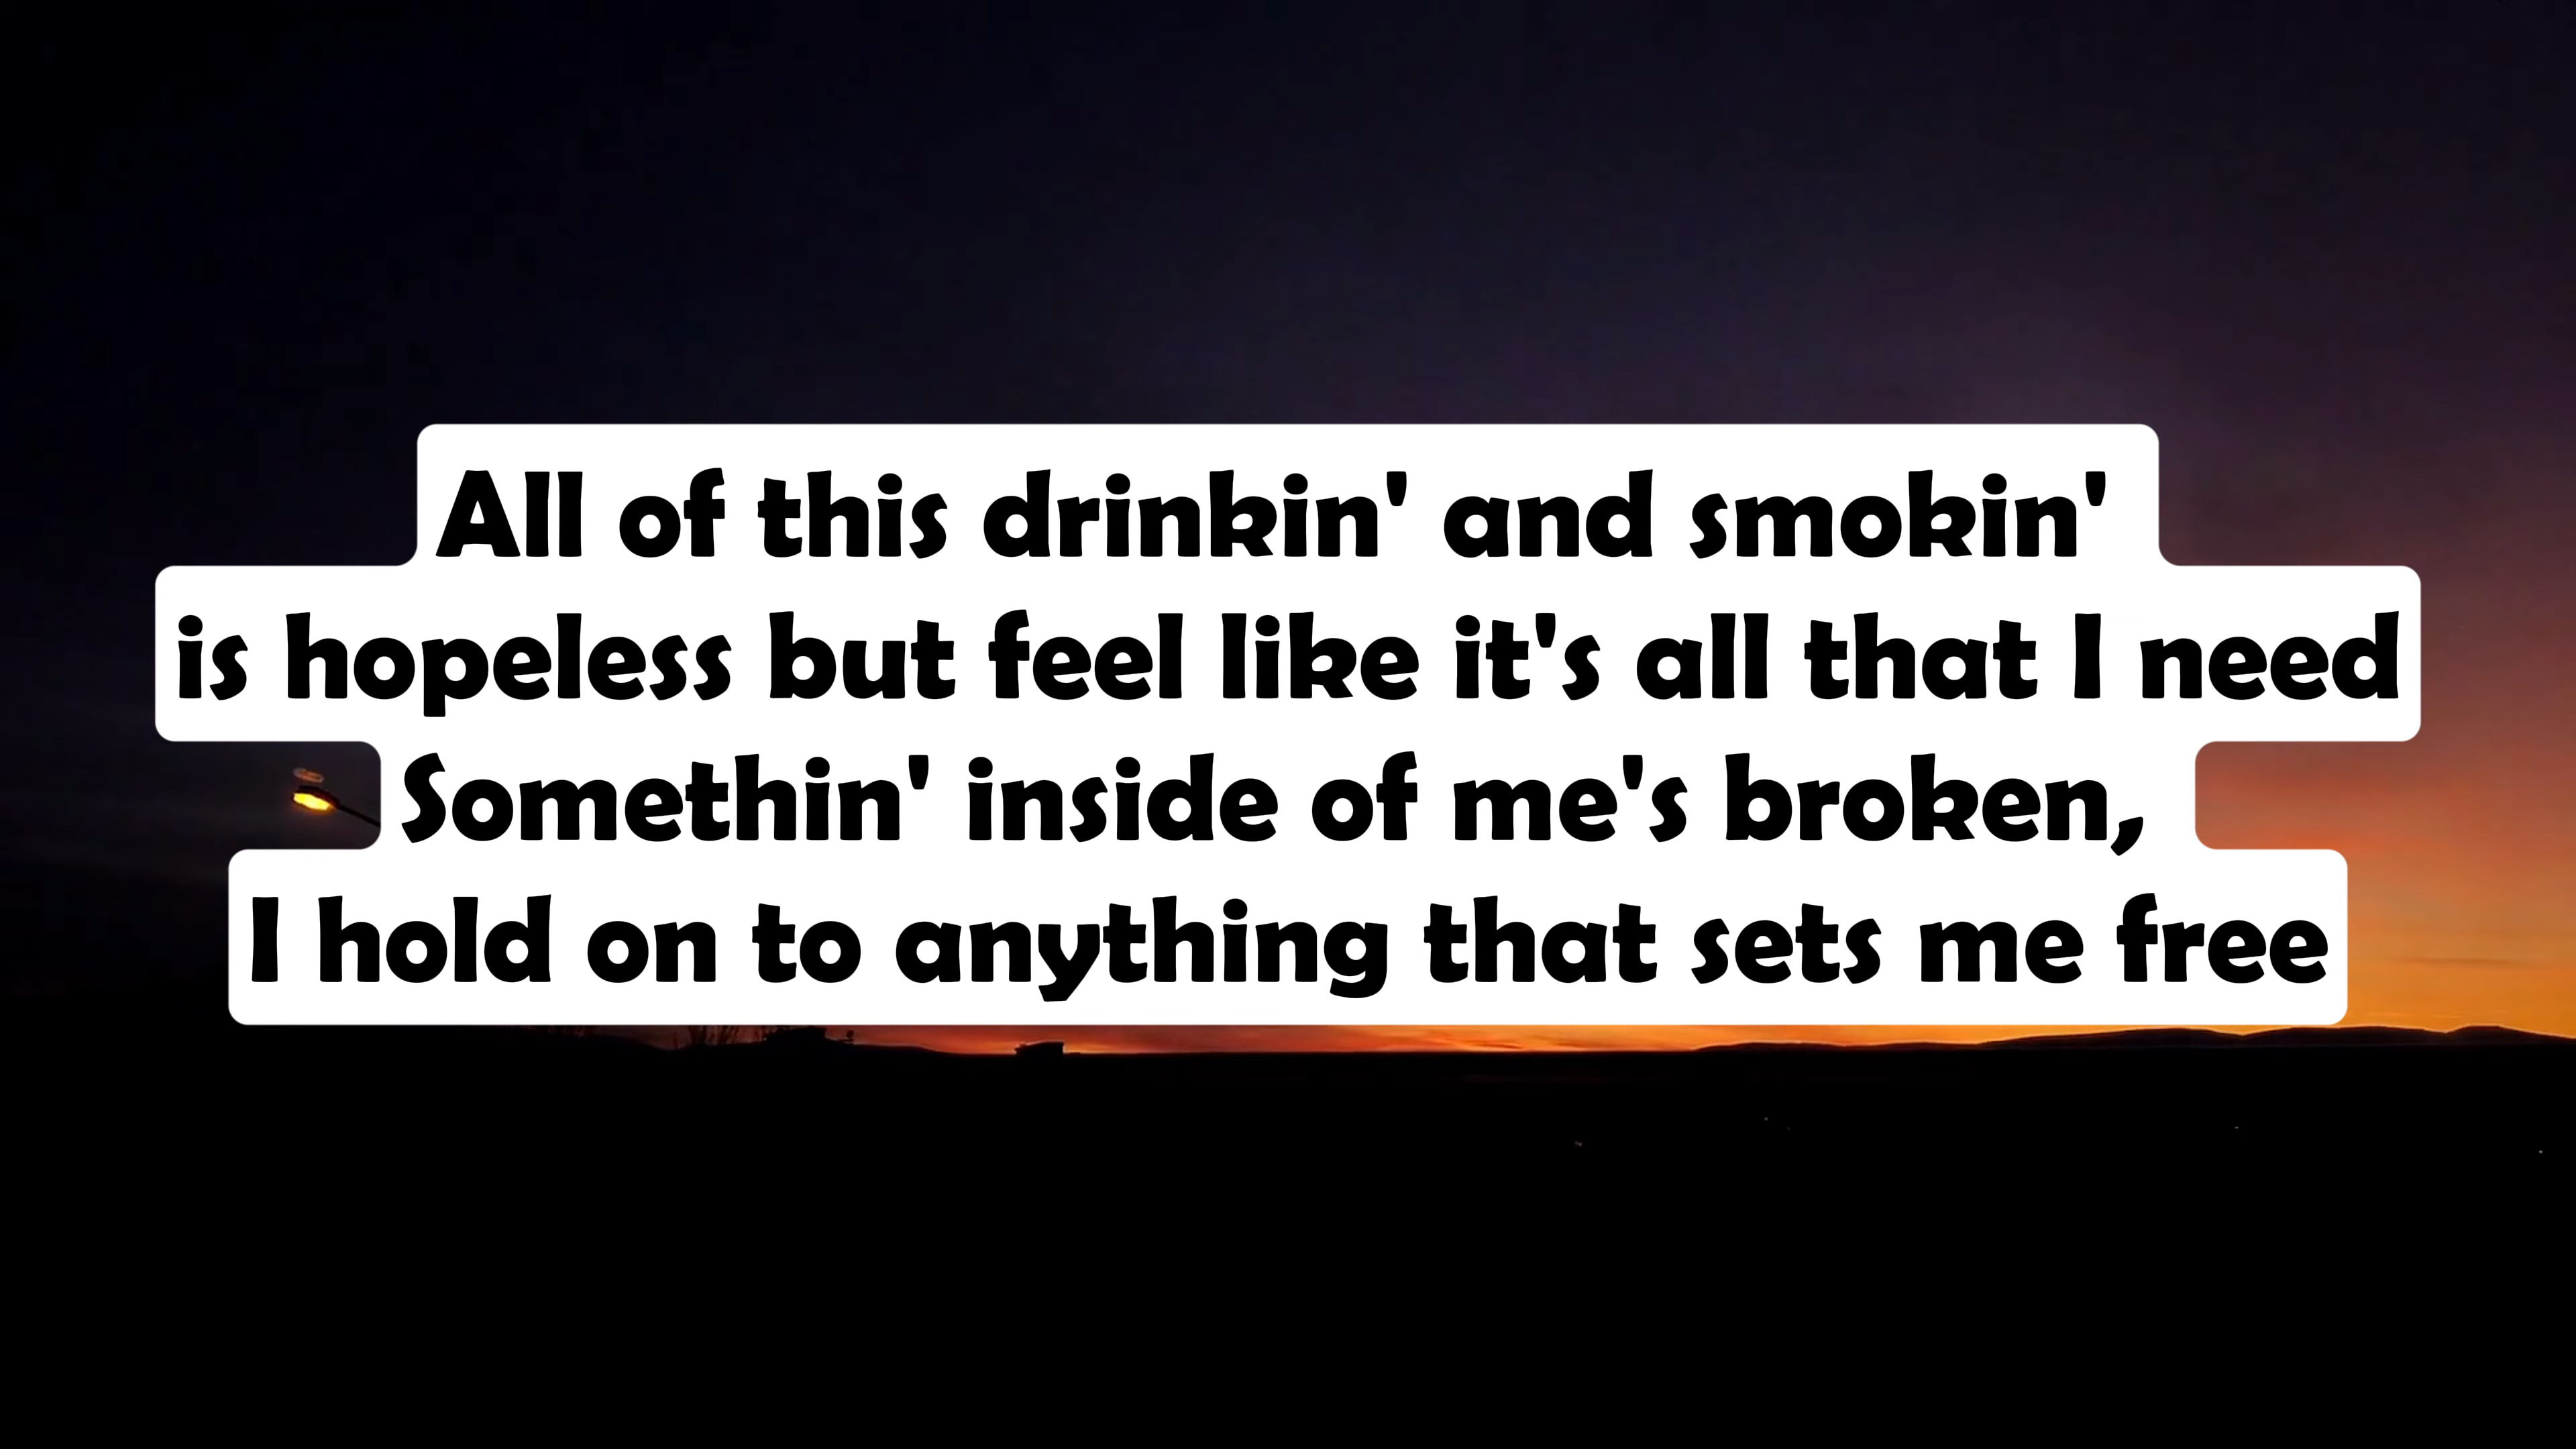 All of this drinkin' and smokin'
is hopeless but feel like it's all that I need
Somethin' inside of me's broken,
I hold on to anything that sets me free